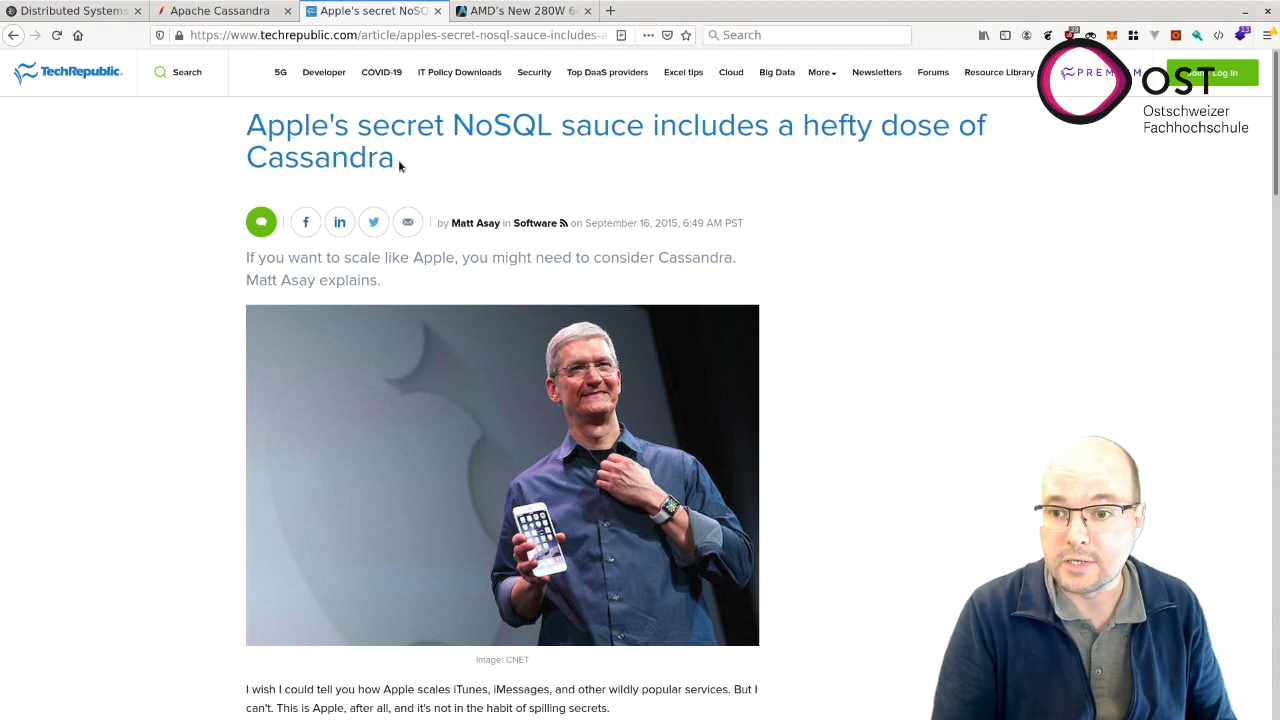 Distributed Systems
Apache Cassandra
Apple's secret NoSQ
AMD's New 280W 64
https://www.techrepublic.com/article/apples-secret-nosql-sauce-includes-a
Search
TechRepublic.
Search
5G
Developer
COVID-19
IT Policy Downloads
Security
Top DaaS providers
Excel tips
Cloud
Big Data
More
Newsletters
Forums
Resource Library
PREM M
Log In
OST
Ostschweizer
Fachhochschule
Apple's secret NoSQL sauce includes a hefty dose of
Cassandra
by Matt Asay in Software on September 16, 2015, 6:49 AM PST
If you want to scale like Apple, you might need to consider Cassandra.
Matt Asay explains.
Image: CNET
I wish I could tell you how Apple scales iTunes, iMessages, and other wildly popular services. But I
can't. This is Apple, after all, and it's not in the habit of spilling secrets.